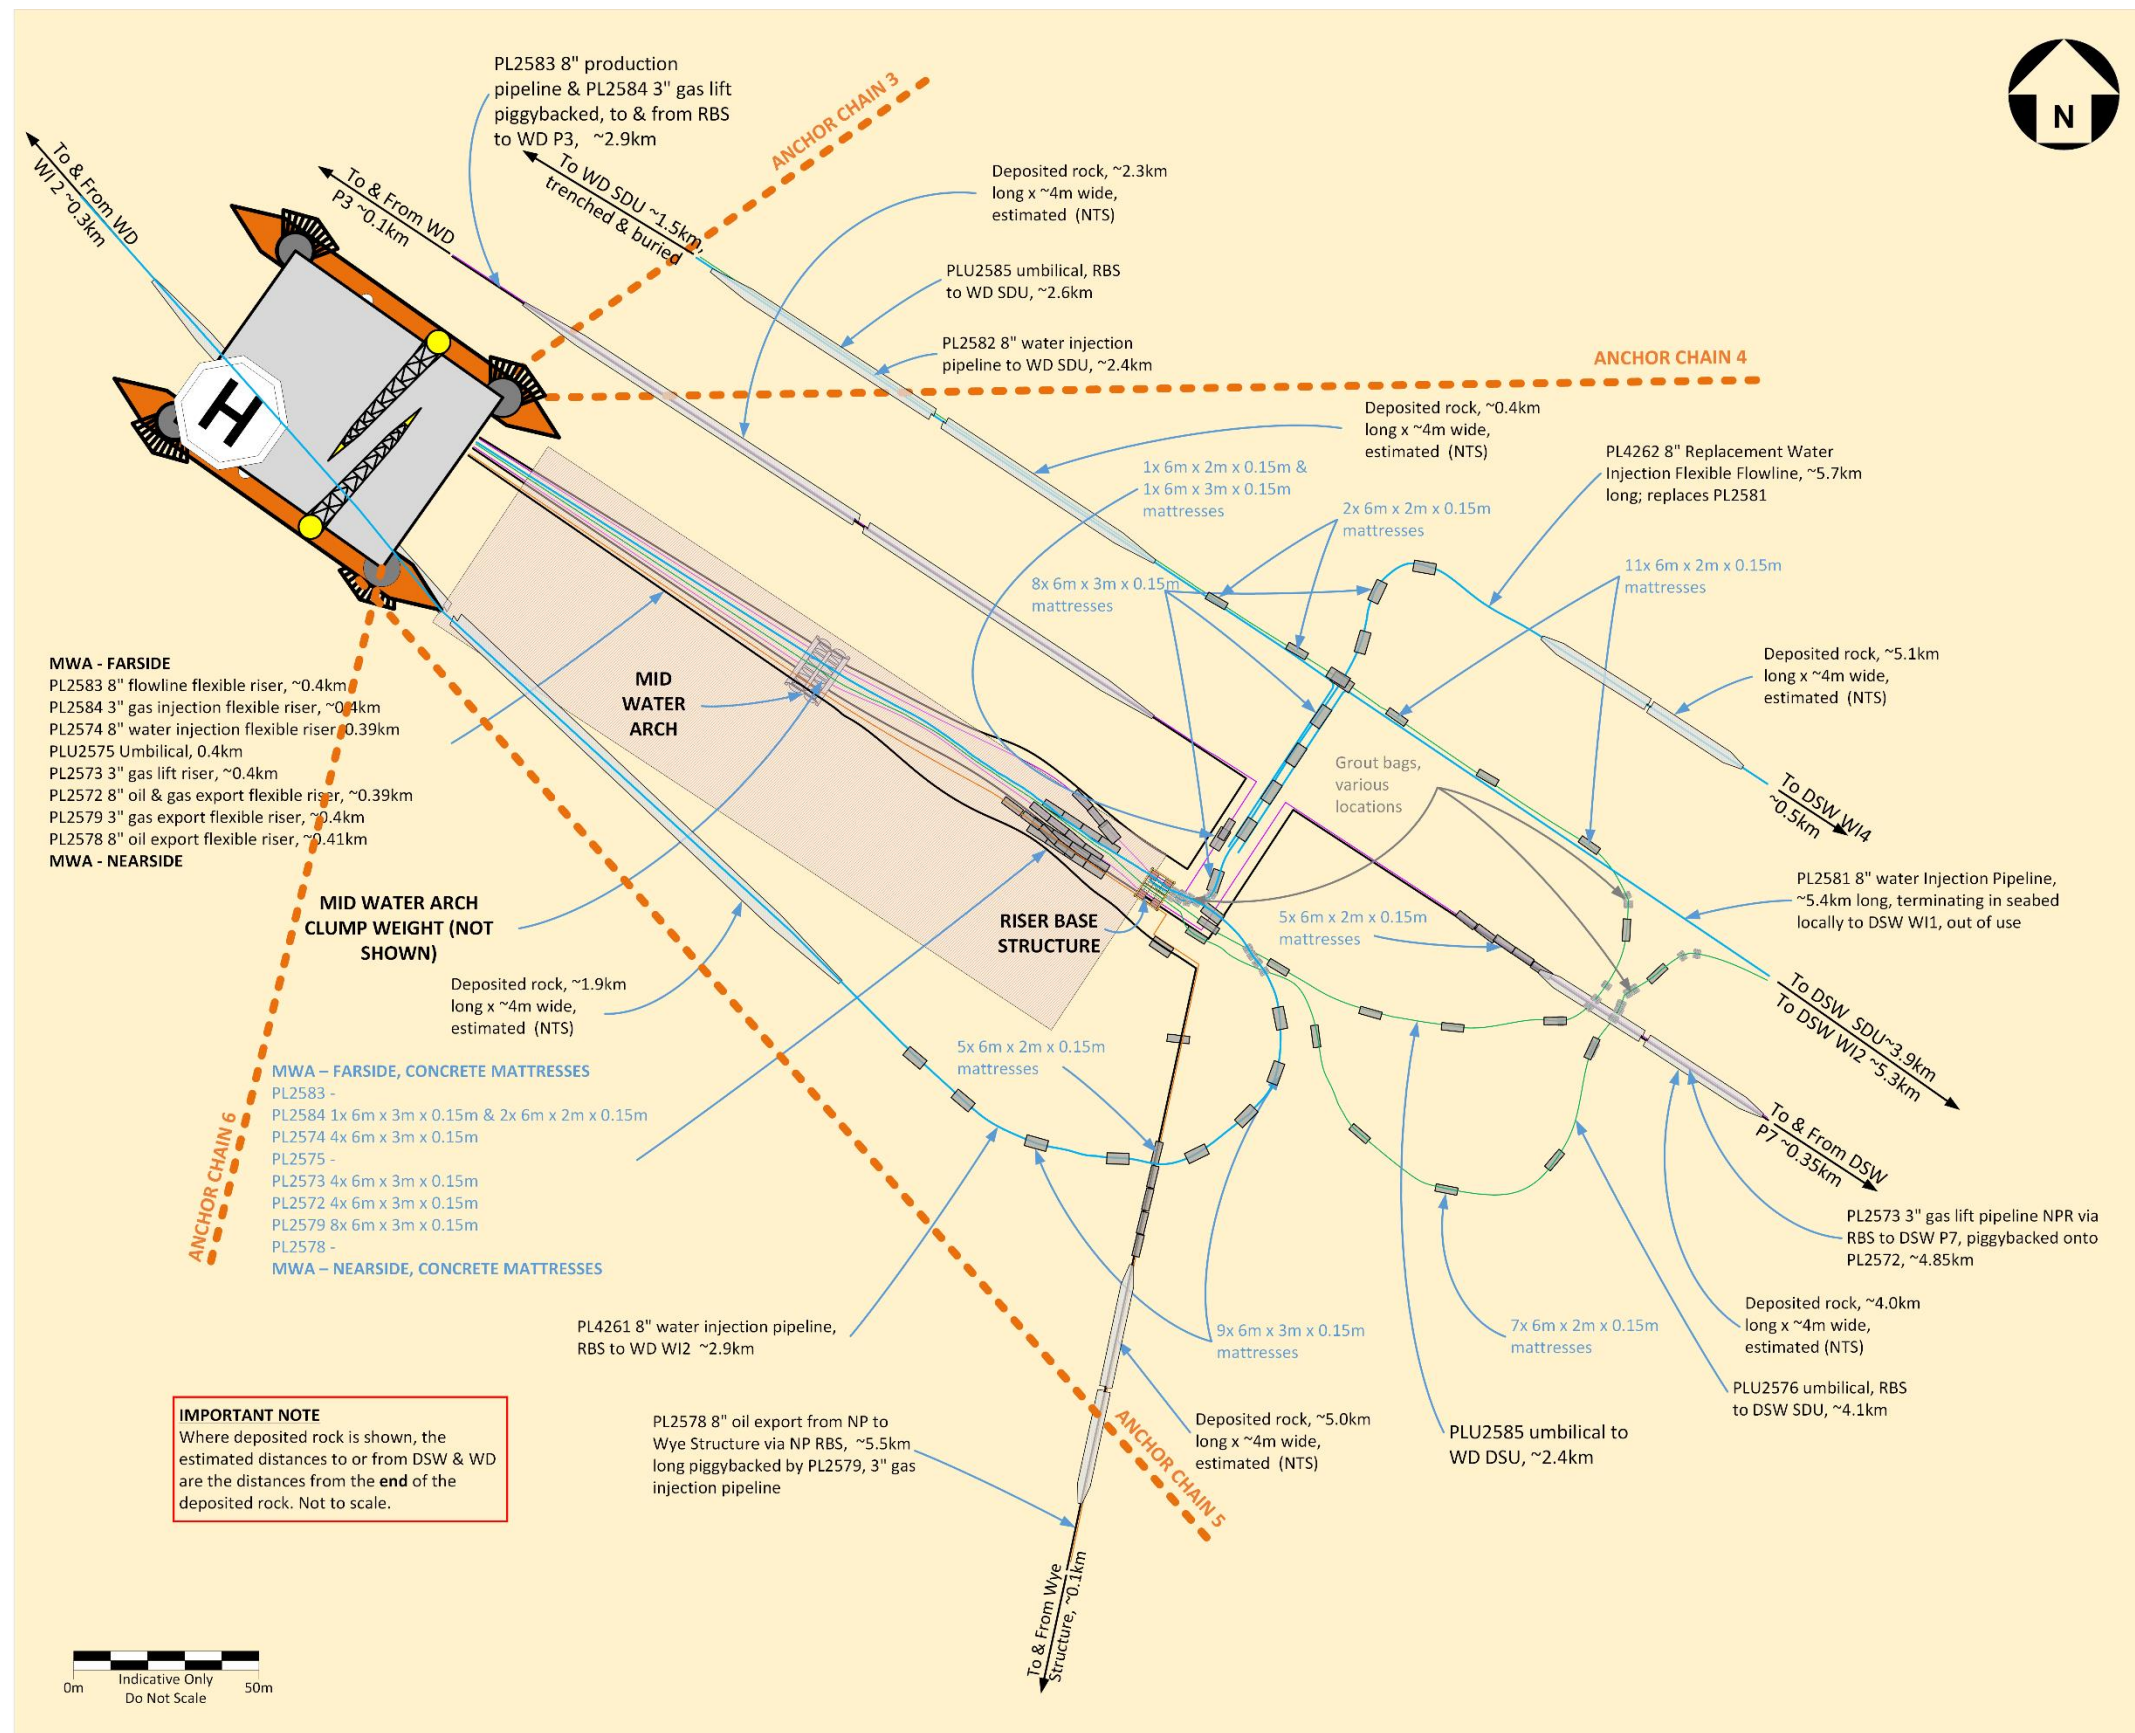 PL2583 8" production
pipeline & PL2584 3" gas lift
piggybacked, to & from RBS
to WD P3, ~2.9km
ANCHOR CHAIN 3
N
To & From WD
WI 2 ~0.3km
To & From WD
P3 ~0.1km
To WD SDU ~1.5km,
trenched & buried
Deposited rock, ~2.3km
long x ~4m wide,
estimated (NTS)
PLU2585 umbilical, RBS
to WD SDU, ~2.6km
PL2582 8" water injection
pipeline to WD SDU, ~2.4km
ANCHOR CHAIN 4
Deposited rock, ~0.4km
long x ~4m wide,
estimated (NTS)
H
PL4262 8" Replacement Water
Injection Flexible Flowline, ~5.7km
long; replaces PL2581
1x 6m x 2m x 0.15m &
1x 6m x 3m x 0.15m
mattresses
2x 6m x 2m x 0.15m
mattresses
11x 6m x 2m x 0.15m
mattresses
8x 6m x 3m x 0.15m
mattresses
MWA - FARSIDE
PL2583 8" flowline flexible riser, ~0.4km
PL2584 3" gas injection flexible riser, ~0.4km
PL2574 8" water injection flexible riser, 0.39km
PLU2575 Umbilical, 0.4km
PL2573 3" gas lift riser, ~0.4km
PL2572 8" oil & gas export flexible riser, ~0.39km
PL2579 3" gas export flexible riser, ~0.4km
PL2578 8" oil export flexible riser, ~0.41km
MWA - NEARSIDE
MID
WATER
ARCH
Deposited rock, ~5.1km
long x ~4m wide,
estimated (NTS)
Grout bags,
various
locations
To DSW WI4
~0.5km
MID WATER ARCH
CLUMP WEIGHT (NOT
SHOWN)
PL2581 8" water Injection Pipeline,
~5.4km long, terminating in seabed
locally to DSW WI1, out of use
RISER BASE
STRUCTURE
5x 6m x 2m x 0.15m
mattresses
Deposited rock, ~1.9km
long x ~4m wide,
estimated (NTS)
To DSW SDU~3.9km
To DSW WI2 ~5.3km
5x 6m x 2m x 0.15m
mattresses
MWA – FARSIDE, CONCRETE MATTRESSES
PL2583 -
PL2584 1x 6m x 3m x 0.15m & 2x 6m x 2m x 0.15m
PL2574 4x 6m x 3m x 0.15m
PL2575 -
PL2573 4x 6m x 3m x 0.15m
PL2572 4x 6m x 3m x 0.15m
PL2579 8x 6m x 3m x 0.15m
PL2578 -
MWA – NEARSIDE, CONCRETE MATTRESSES
ANCHOR CHAIN 6
To & From DSW
P7 ~0.35km
PL2573 3" gas lift pipeline NPR via
RBS to DSW P7, piggybacked onto
PL2572, ~4.85km
Deposited rock, ~4.0km
long x ~4m wide,
estimated (NTS)
PL4261 8" water injection pipeline,
RBS to WD WI2 ~2.9km
9x 6m x 3m x 0.15m
mattresses
7x 6m x 2m x 0.15m
mattresses
PLU2576 umbilical, RBS
to DSW SDU, ~4.1km
IMPORTANT NOTE
Where deposited rock is shown, the
estimated distances to or from DSW & WD
are the distances from the end of the
deposited rock. Not to scale.
PL2578 8" oil export from NP to
Wye Structure via NP RBS, ~5.5km
long piggybacked by PL2579, 3" gas
injection pipeline
ANCHOR CHAIN 5
Deposited rock, ~5.0km
long x ~4m wide,
estimated (NTS)
PLU2585 umbilical to
WD DSU, ~2.4km
To & From Wye
Structure, ~0.1km
0m
Indicative Only
Do Not Scale
50m